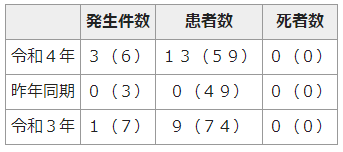 発生件数 患者数 死者数
令和4年 3（6） 13（59） 0（0）
昨年同期 0（3） 0（49） 0（0）
令和3年 1（7） 9（74） 0（0）